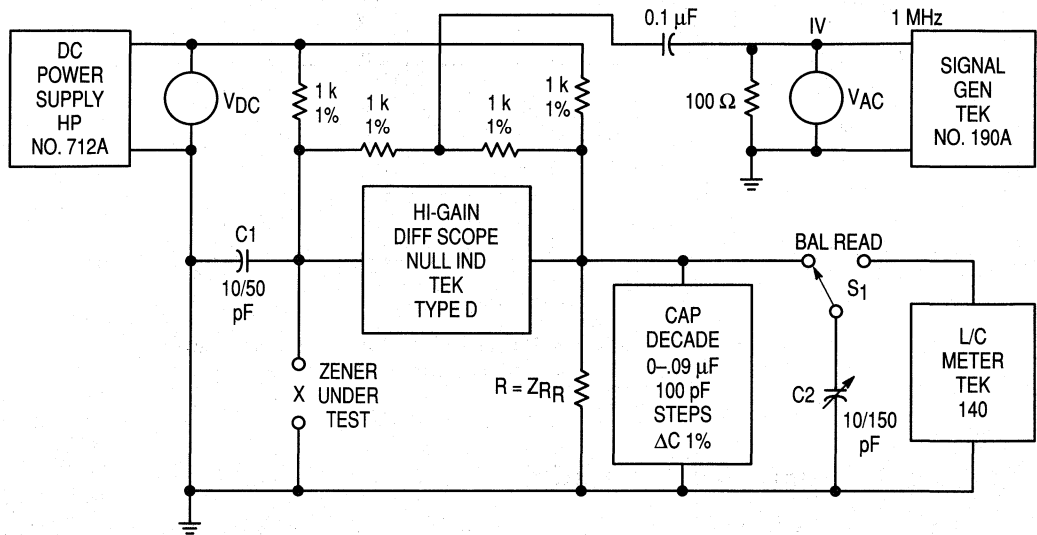 DC
POWER
SUPPLY
HP
NO. 712A
VDC
1 k
1%
1 k
1%
1 k
1%
1 k
1%
0.1 µF
100 Ω
IV
VAC
1 MHz
SIGNAL
GEN
TEK
NO. 190A
C1
10/50
pF
HI-GAIN
DIFF SCOPE
NULL IND
TEK
TYPE D
X
ZENER
UNDER
TEST
R = ZRR
CAP
DECADE
0–.09 µF
100 pF
STEPS
ΔC 1%
BAL READ
S1
C2
10/150
pF
L/C
METER
TEK
140